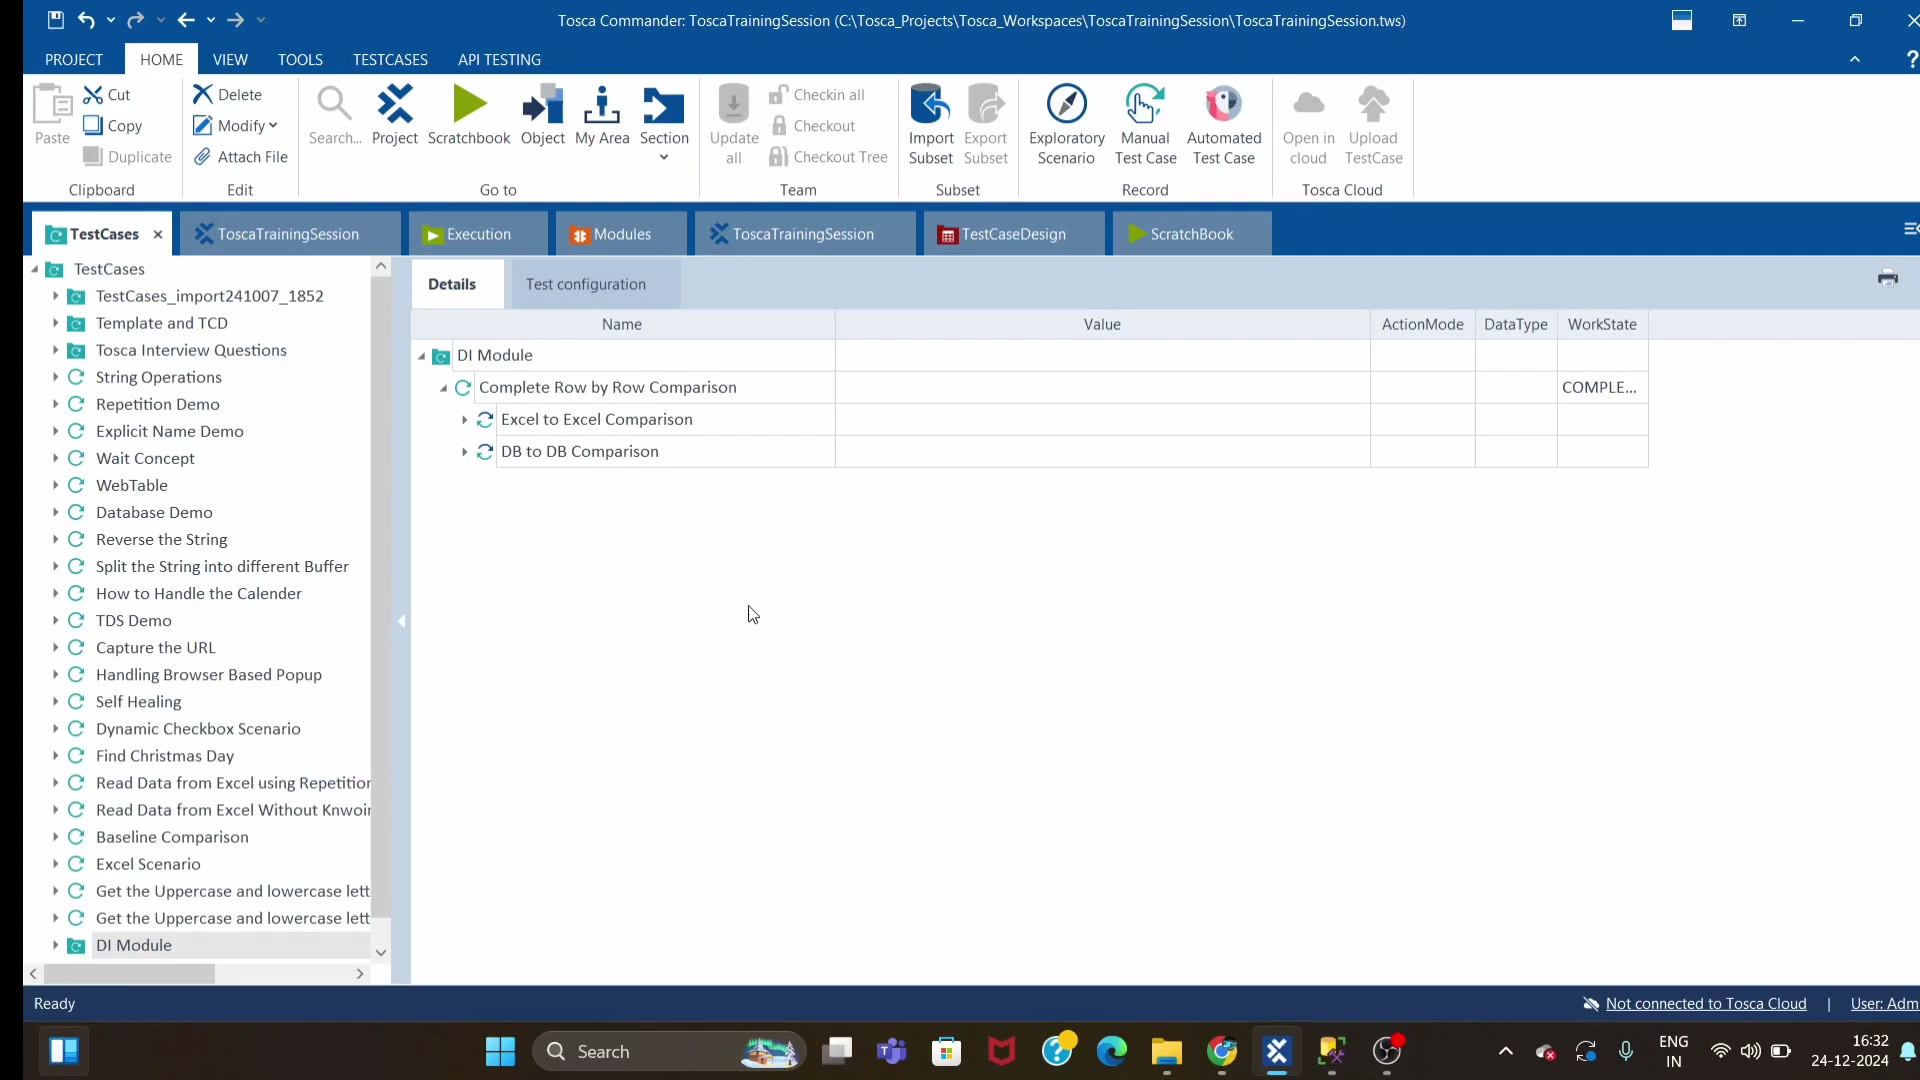 Tosca Commander: ToscaTrainingSession (C:\Tosca_Projects\Tosca_Workspaces\ToscaTrainingSession\ToscaTrainingSession.tws)
PROJECT HOME VIEW TOOLS TESTCASES API TESTING ?
Paste
Cut
Copy
Duplicate
Clipboard
Delete
Modify
Attach File
Edit
Search... Project Scratchbook Object My Area Section
Go to
Update all
Checkin all
Checkout
Checkout Tree
Team
Import Subset
Export Subset
Subset
Exploratory Scenario
Manual Test Case
Automated Test Case
Record
Open in cloud
Upload TestCase
Tosca Cloud
TestCases ToscaTrainingSession Execution Modules ToscaTrainingSession TestCaseDesign ScratchBook
TestCases
TestCases_import241007_1852
Template and TCD
Tosca Interview Questions
String Operations
Repetition Demo
Explicit Name Demo
Wait Concept
WebTable
Database Demo
Reverse the String
Split the String into different Buffer
How to Handle the Calender
TDS Demo
Capture the URL
Handling Browser Based Popup
Self Healing
Dynamic Checkbox Scenario
Find Christmas Day
Read Data from Excel using Repetition
Read Data from Excel Without Knwoin
Baseline Comparison
Excel Scenario
Get the Uppercase and lowercase lett
Get the Uppercase and lowercase lett
DI Module
Details Test configuration
Name Value ActionMode DataType WorkState
DI Module
Complete Row by Row Comparison COMPLE...
Excel to Excel Comparison
DB to DB Comparison
Ready Not connected to Tosca Cloud | User: Adm
Search
ENG
IN
16:32
24-12-2024